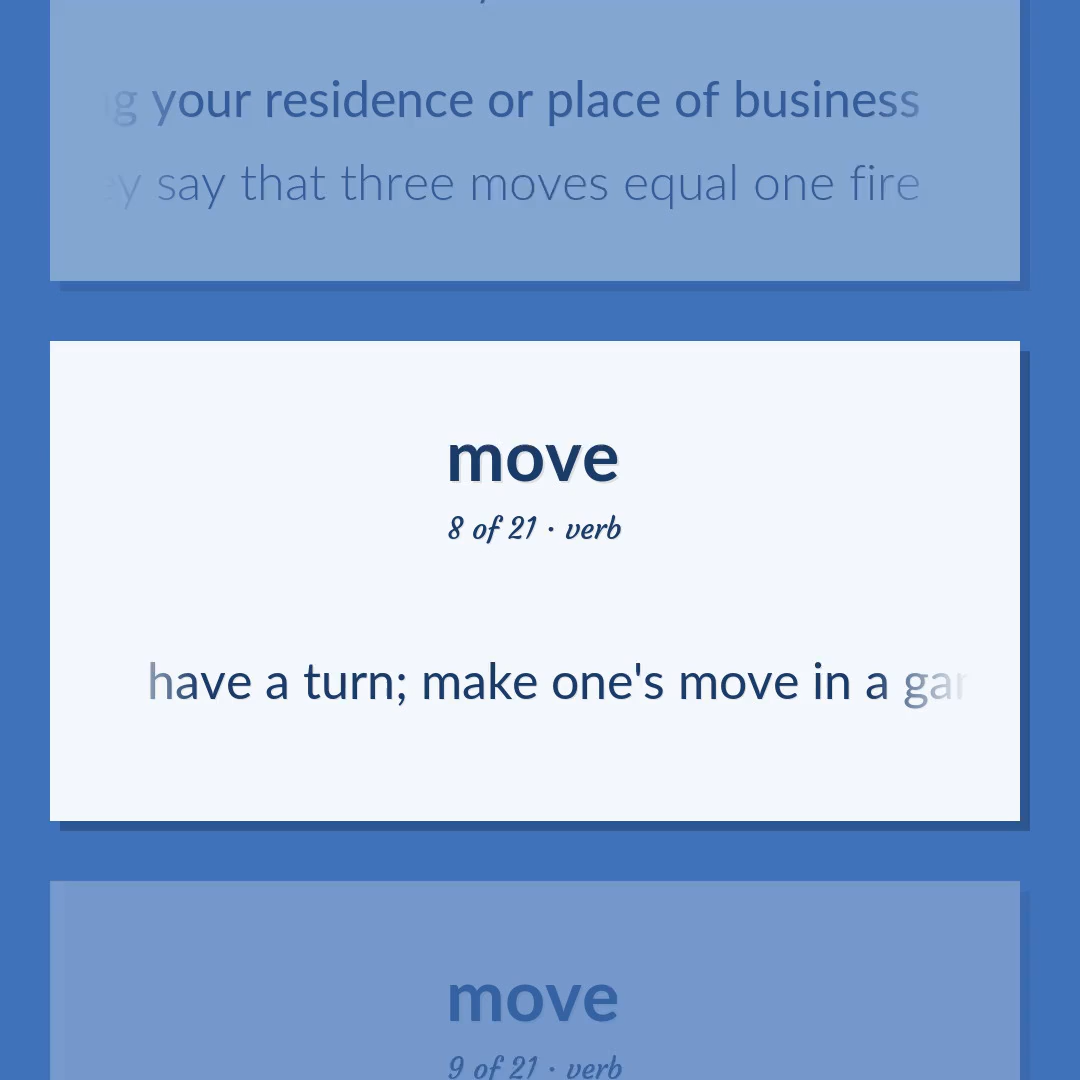 your residence or place of business
say that three moves equal one fire
move
8 of 21 · verb
have a turn; make one's move in a
move
9 of 21 · verb